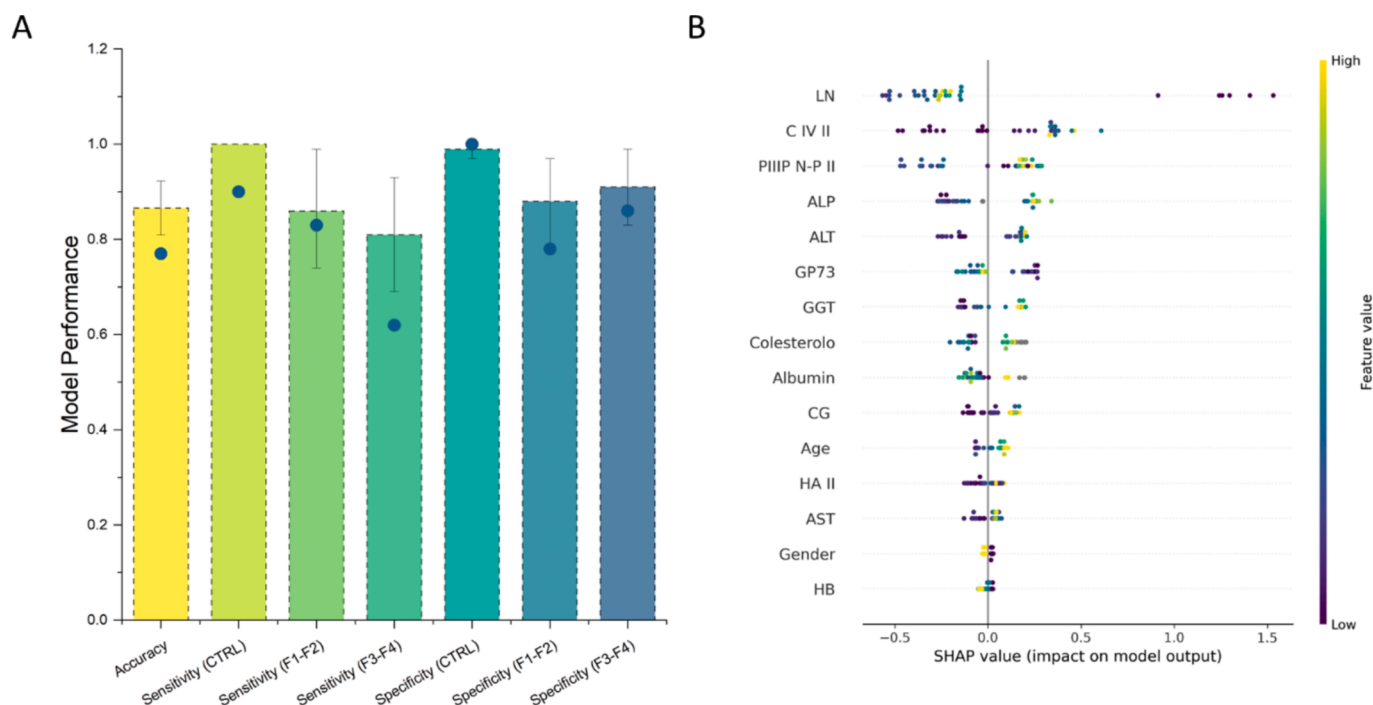 A
Model Performance
1.2
1.0
0.8
0.6
0.4
0.2
0.0
Accuracy
Sensitivity (CTRL)
Sensitivity (F1-F2)
Sensitivity (F3-F4)
Specificity (CTRL)
Specificity (F1-F2)
Specificity (F3-F4)
B
LN
C IV II
PIIIP N-P II
ALP
ALT
GP73
GGT
Colesterolo
Albumin
CG
Age
HA II
AST
Gender
HB
−0.5
0.0
0.5
1.0
1.5
SHAP value (impact on model output)
High
Low
Feature value